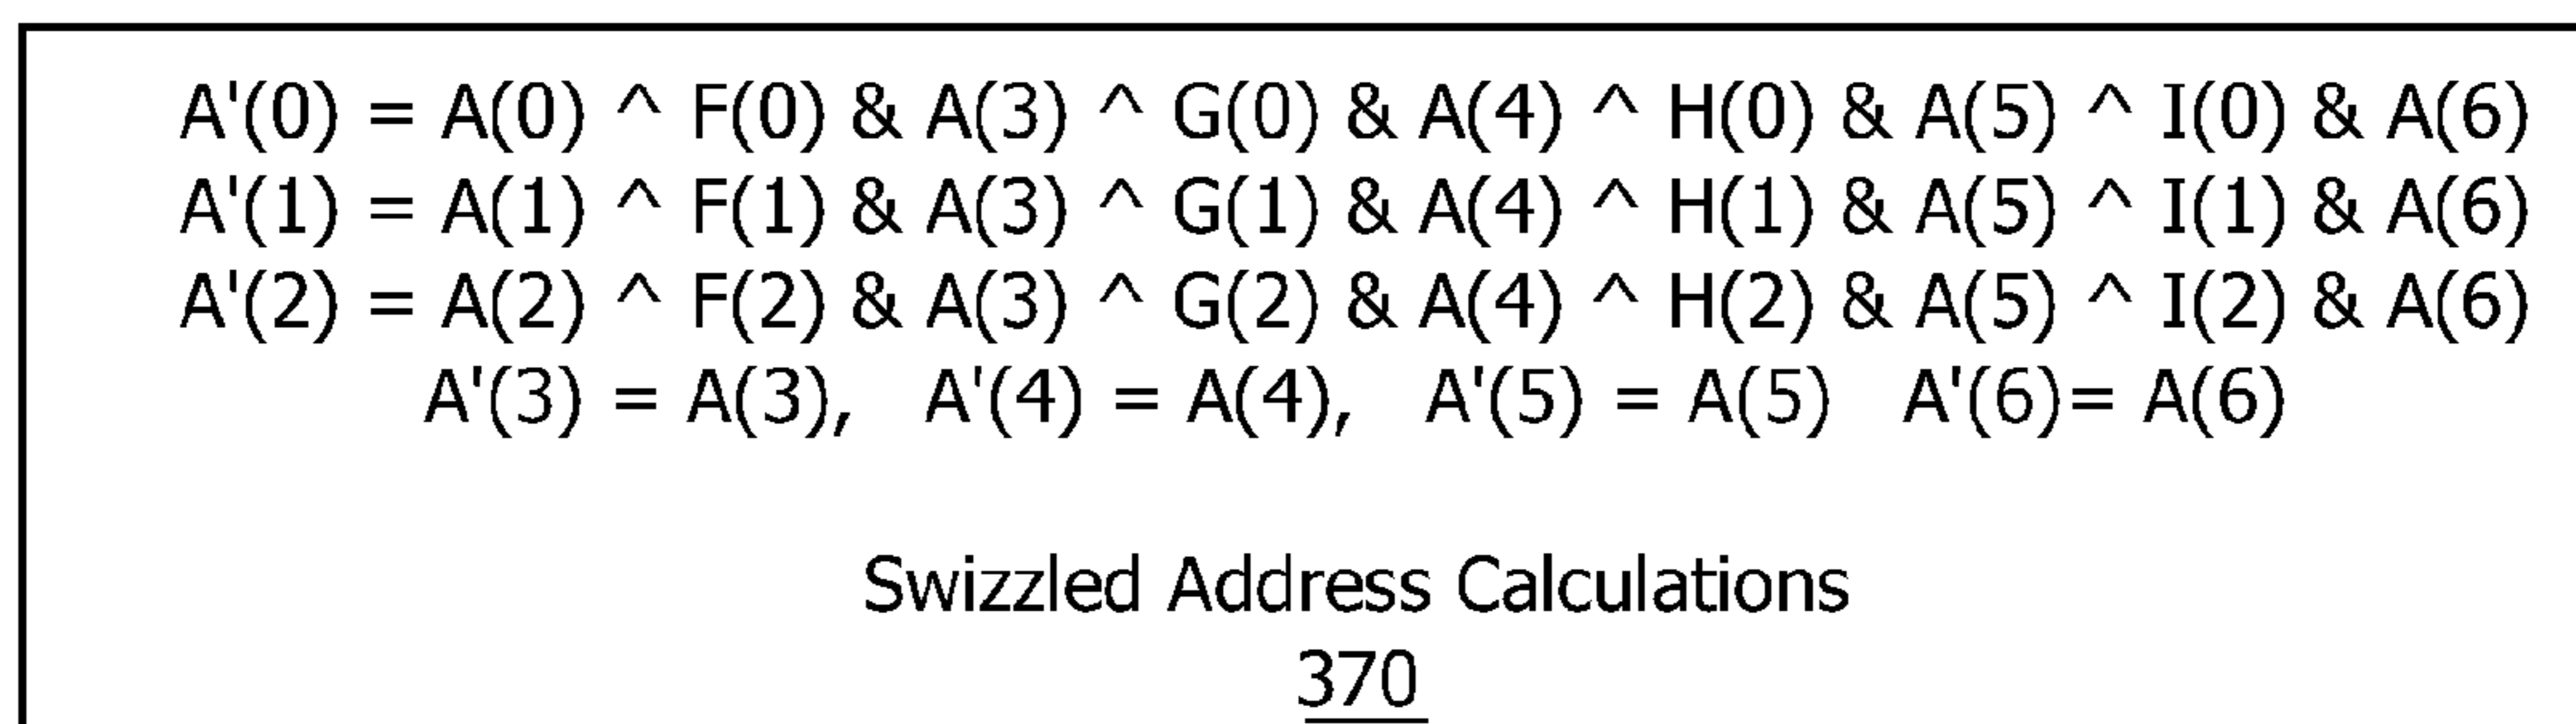 A'(0) = A(0) ^ F(0) & A(3) ^ G(0) & A(4) ^ H(0) & A(5) ^ I(0) & A(6)
A'(1) = A(1) ^ F(1) & A(3) ^ G(1) & A(4) ^ H(1) & A(5) ^ I(1) & A(6)
A'(2) = A(2) ^ F(2) & A(3) ^ G(2) & A(4) ^ H(2) & A(5) ^ I(2) & A(6)
A'(3) = A(3), A'(4) = A(4), A'(5) = A(5) A'(6)= A(6)
Swizzled Address Calculations
370